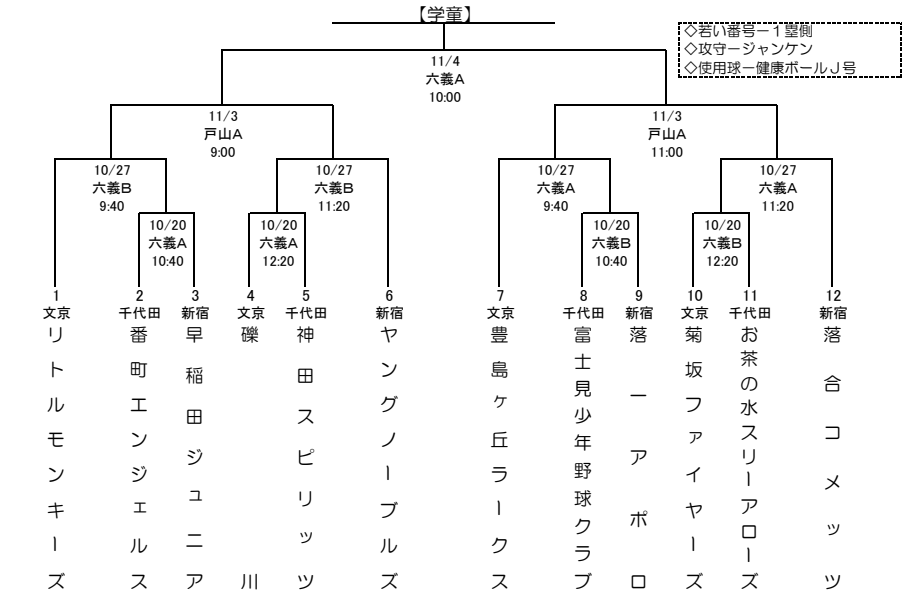 【学童】
◇若い番号ー１塁側
◇攻守ージャンケン
◇使用球ー健康ボールＪ号
11/4
六義A
10:00
11/3
戸山A
9:00
11/3
戸山A
11:00
10/27
六義B
9:40
10/27
六義B
11:20
10/27
六義A
9:40
10/27
六義A
11:20
10/20
六義A
10:40
10/20
六義A
12:20
10/20
六義B
10:40
10/20
六義B
12:20
1
文京
リトルモンキーズ
2
千代田
番町エンジェルス
3
新宿
早稲田ジュニア
4
文京
礫川
5
千代田
神田スピリッツ
6
新宿
ヤングノーブルズ
7
文京
豊島ヶ丘ラークス
8
千代田
富士見少年野球クラブ
9
新宿
落一アポロ
10
文京
菊坂ファイヤーズ
11
千代田
お茶の水スリーアローズ
12
新宿
落合コメッツ